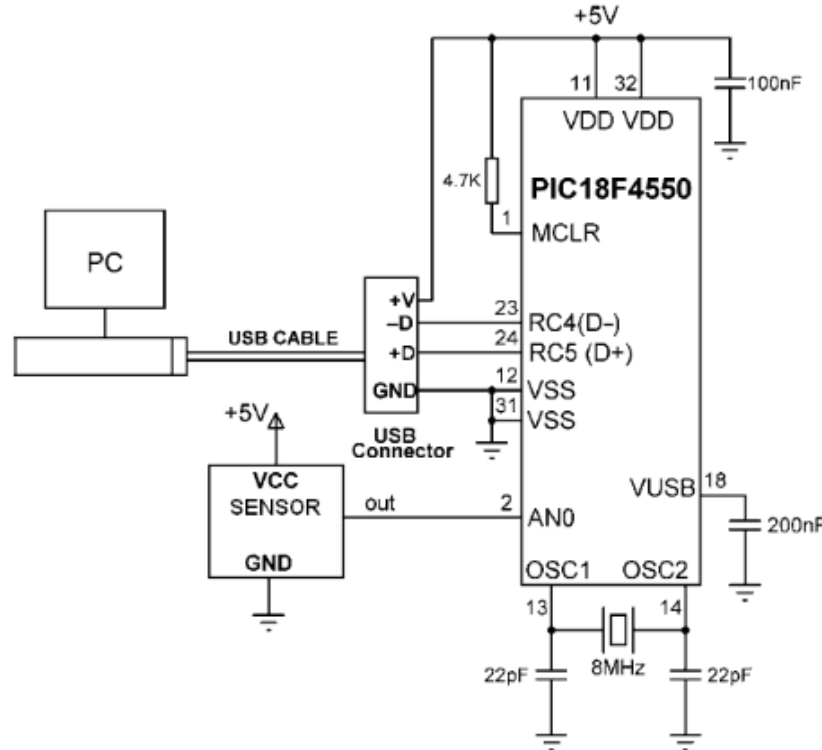 +5V
11 32
100nF
VDD VDD
4.7K
PIC18F4550
1
MCLR
PC
+V
23
–D
RC4(D–)
USB CABLE
24
+D
RC5 (D+)
12
GND
VSS
31
VSS
+5V
USB
Connector
VCC
SENSOR
out
2
AN0
GND
VUSB
18
200nF
OSC1 OSC2
13 14
22pF
8MHz
22pF